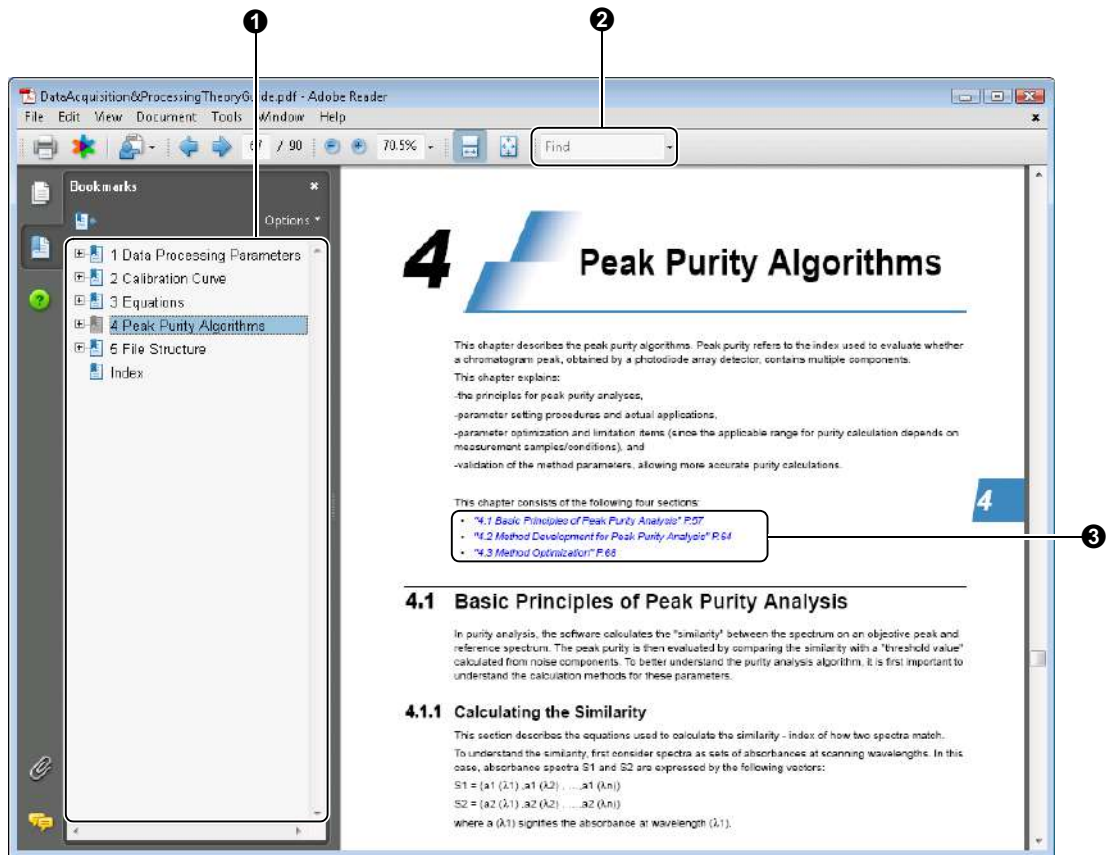 1
2
DataAcquisition&ProcessingTheoryGuide.pdf - Adobe Reader
File Edit View Document Tools Window Help
67 / 90 70.5% Find
Bookmarks
Options
1 Data Processing Parameters
2 Calibration Curve
3 Equations
4 Peak Purity Algorithms
5 File Structure
Index
4 Peak Purity Algorithms
This chapter describes the peak purity algorithms. Peak purity refers to the index used to evaluate whether
a chromatogram peak, obtained by a photodiode array detector, contains multiple components.
This chapter explains:
-the principles for peak purity analyses,
-parameter setting procedures and actual applications,
-parameter optimization and limitation items (since the applicable range for purity calculation depends on
measurement samples/conditions), and
-validation of the method parameters, allowing more accurate purity calculations.
4
This chapter consists of the following four sections:
• "4.1 Basic Principles of Peak Purity Analysis" P.57
• "4.2 Method Development for Peak Purity Analysis" P.64
• "4.3 Method Optimization" P.66
3
4.1 Basic Principles of Peak Purity Analysis
In purity analysis, the software calculates the "similarity" between the spectrum on an objective peak and
reference spectrum. The peak purity is then evaluated by comparing the similarity with a "threshold value"
calculated from noise components. To better understand the purity analysis algorithm, it is first important to
understand the calculation methods for these parameters.
4.1.1 Calculating the Similarity
This section describes the equations used to calculate the similarity - index of how two spectra match.
To understand the similarity, first consider spectra as sets of absorbances at scanning wavelengths. In this
case, absorbance spectra S1 and S2 are expressed by the following vectors:
S1 = (a1 (λ1) ,a1 (λ2) , ....,a1 (λn))
S2 = (a2 (λ1) ,a2 (λ2) , ....,a2 (λn))
where a (λ1) signifies the absorbance at wavelength (λ1).